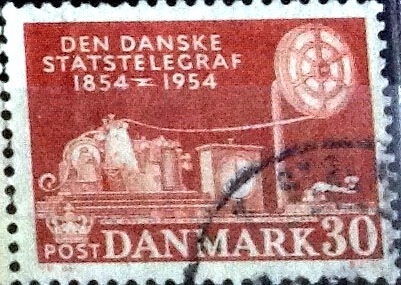 DEN DANSKE
STATSTELEGRAF
1854 1954
POST DANMARK 30